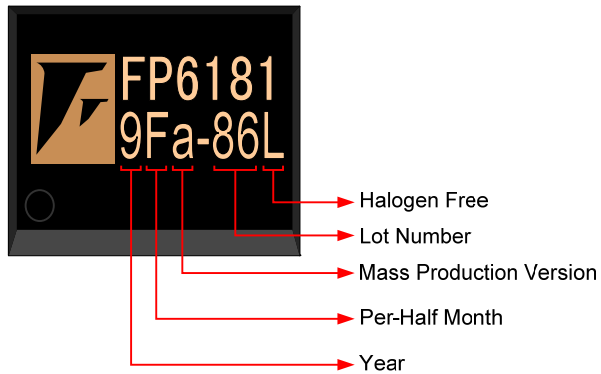 FP6181
9Fa-86L
Halogen Free
Lot Number
Mass Production Version
Per-Half Month
Year